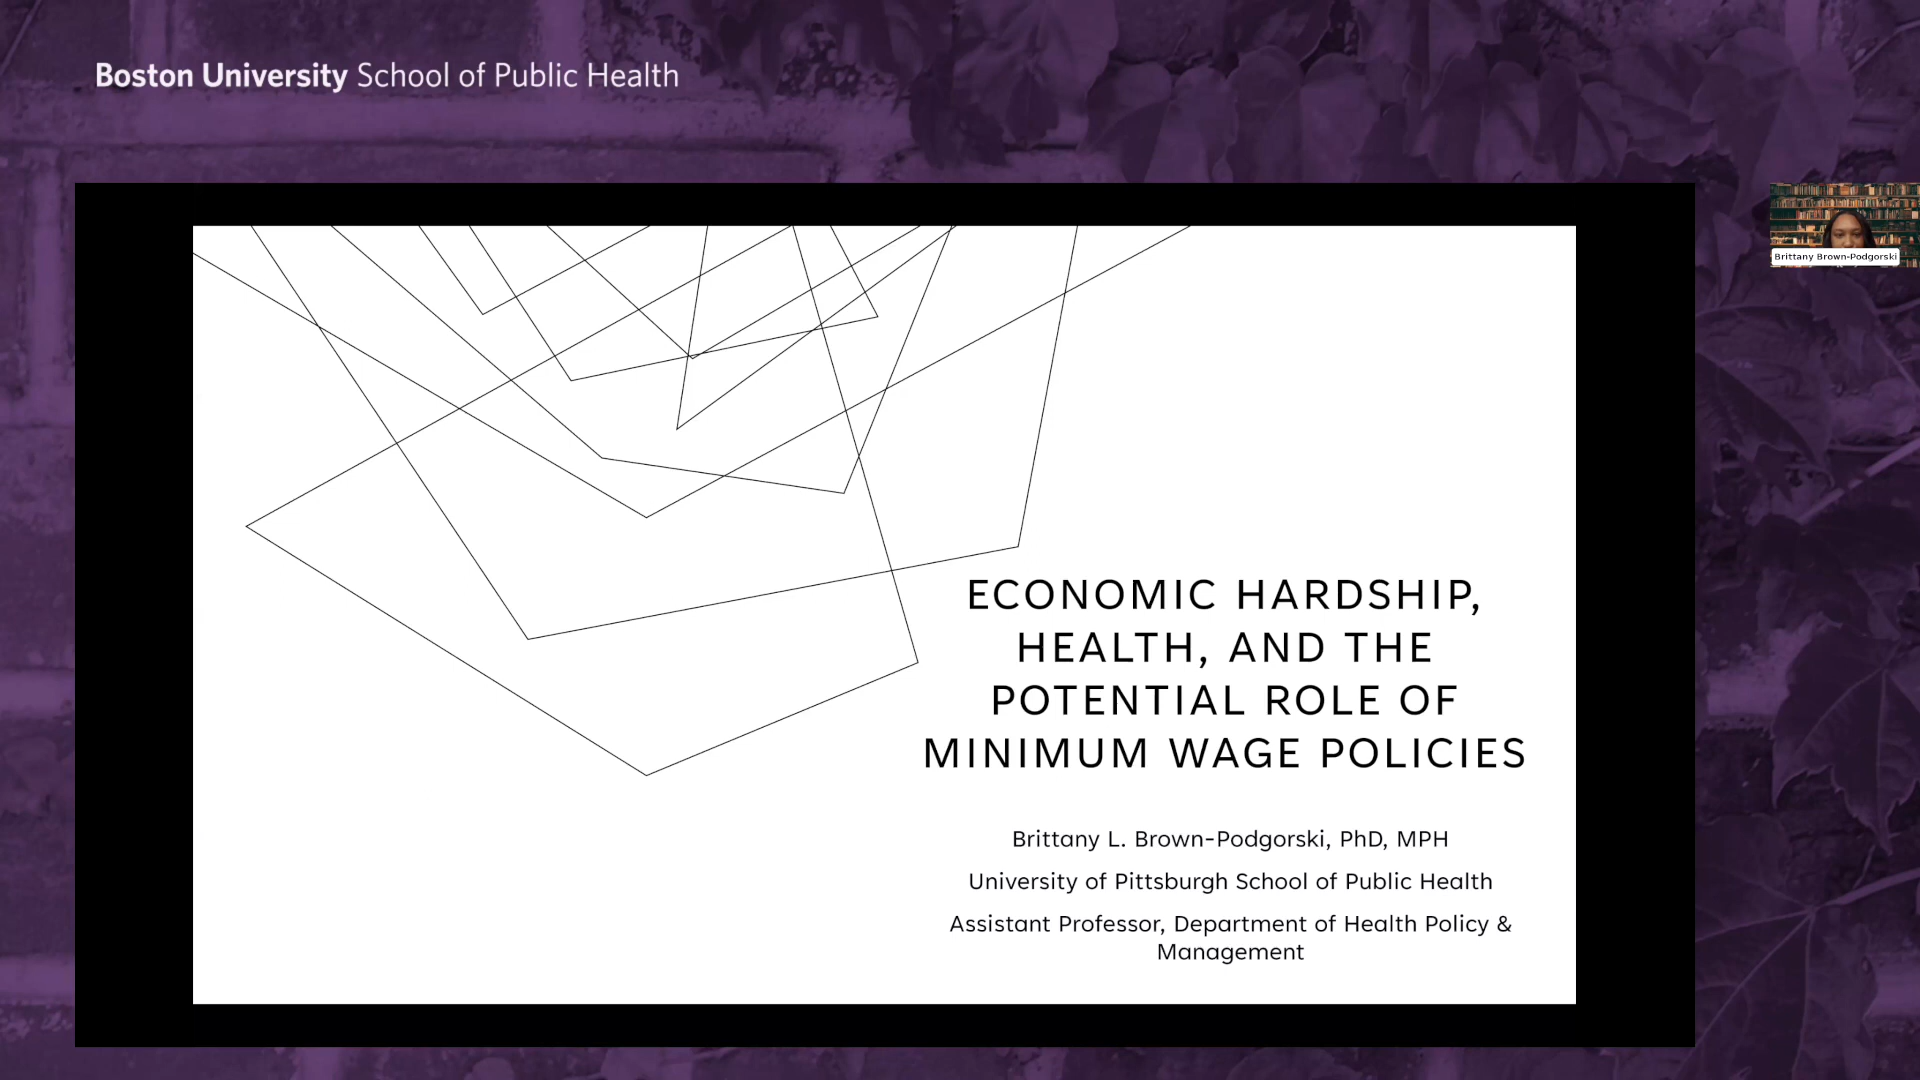 Boston University School of Public Health
Brittany Brown-Podgorski
ECONOMIC HARDSHIP,
HEALTH, AND THE
POTENTIAL ROLE OF
MINIMUM WAGE POLICIES
Brittany L. Brown-Podgorski, PhD, MPH
University of Pittsburgh School of Public Health
Assistant Professor, Department of Health Policy &
Management